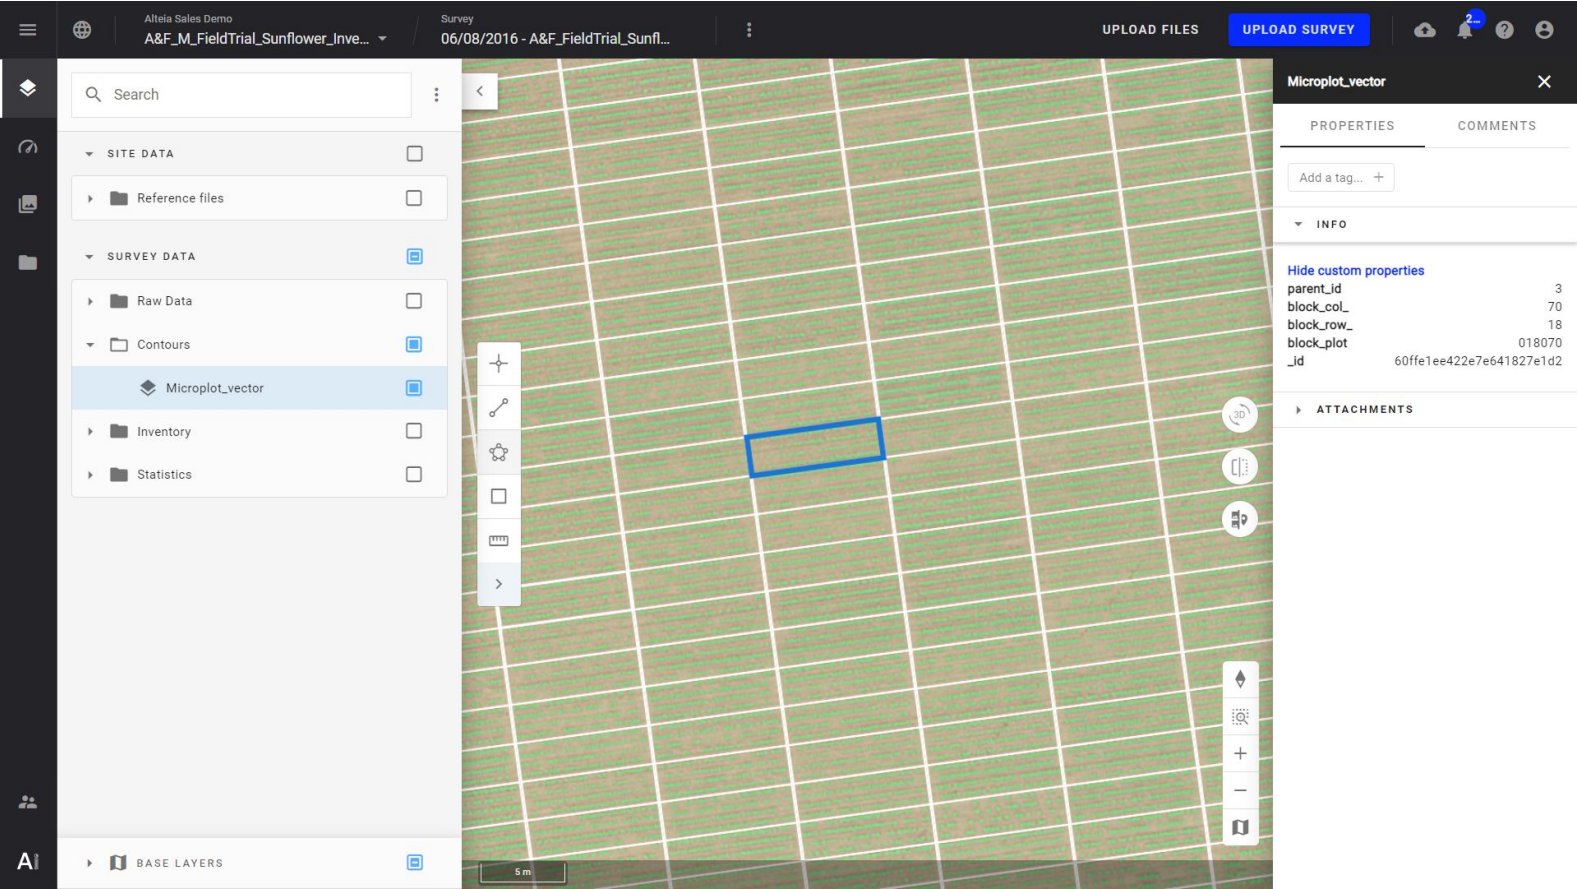 Alteia Sales Demo
A&F_M_FieldTrial_Sunflower_Inve...
Survey
06/08/2016 - A&F_FieldTrial_Sunfl...
UPLOAD FILES
UPLOAD SURVEY
2...
Search
SITE DATA
Reference files
SURVEY DATA
Raw Data
Contours
Microplot_vector
Inventory
Statistics
BASE LAYERS
A
3D
5 m
Microplot_vector
PROPERTIES
COMMENTS
Add a tag... +
INFO
Hide custom properties
parent_id 3
block_col_ 70
block_row_ 18
block_plot 018070
_id 60ffe1ee422e7e641827e1d2
ATTACHMENTS